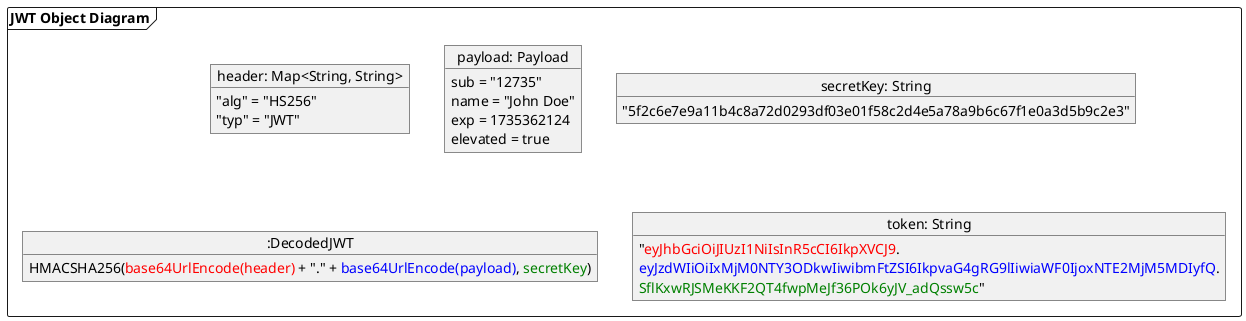 JWT Object Diagram
header: Map<String, String>
"alg" = "HS256"
"typ" = "JWT"
payload: Payload
sub = "12735"
name = "John Doe"
exp = 1735362124
elevated = true
secretKey: String
"5f2c6e7e9a11b4c8a72d0293df03e01f58c2d4e5a78a9b6c67f1e0a3d5b9c2e3"
:DecodedJWT
HMACSHA256(base64UrlEncode(header) + "." + base64UrlEncode(payload), secretKey)
token: String
"eyJhbGciOiJIUzI1NiIsInR5cCI6IkpXVCJ9.
eyJzdWIiOiIxMjM0NTY3ODkwIiwibmFtZSI6IkpvaG4gRG9lIiwiaWF0IjoxNTE2MjM5MDIyfQ.
SflKxwRJSMeKKF2QT4fwpMeJf36POk6yJV_adQssw5c"